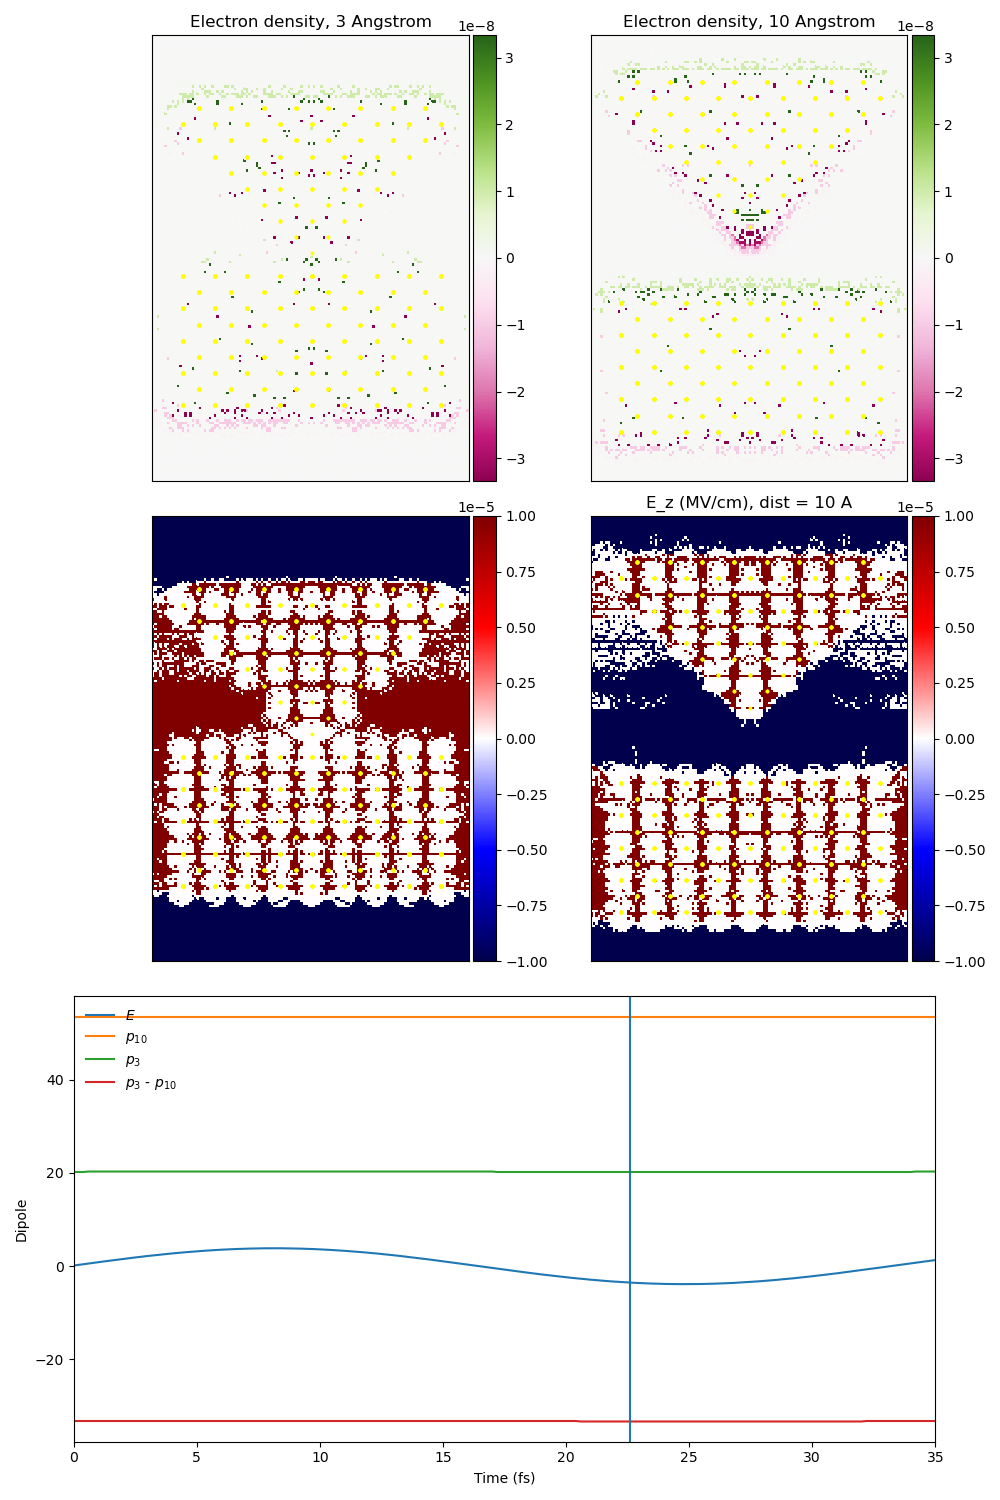 Electron density, 3 Angstrom
1e−8
3
2
1
0
−1
−2
−3
Electron density, 10 Angstrom
1e−8
3
2
1
0
−1
−2
−3
1e−5
1.00
0.75
0.50
0.25
0.00
−0.25
−0.50
−0.75
−1.00
E_z (MV/cm), dist = 10 A
1e−5
1.00
0.75
0.50
0.25
0.00
−0.25
−0.50
−0.75
−1.00
E
p10
p3
p3 - p10
40
20
0
−20
Dipole
0 5 10 15 20 25 30 35
Time (fs)